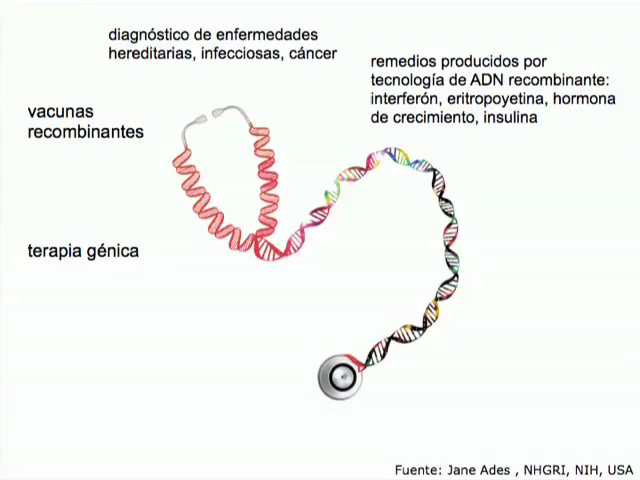 diagnóstico de enfermedades
hereditarias, infecciosas, cáncer
remedios producidos por
tecnología de ADN recombinante:
interferón, eritropoyetina, hormona
de crecimiento, insulina
vacunas
recombinantes
terapia génica
Fuente: Jane Ades , NHGRI, NIH, USA